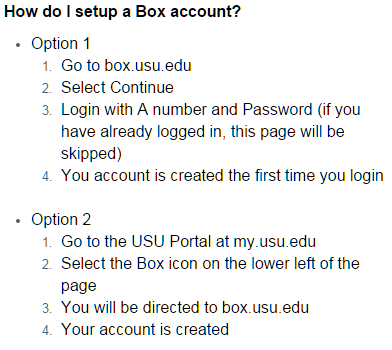 How do I setup a Box account?
• Option 1
1. Go to box.usu.edu
2. Select Continue
3. Login with A number and Password (if you
have already logged in, this page will be
skipped)
4. You account is created the first time you login
• Option 2
1. Go to the USU Portal at my.usu.edu
2. Select the Box icon on the lower left of the
page
3. You will be directed to box.usu.edu
4. Your account is created